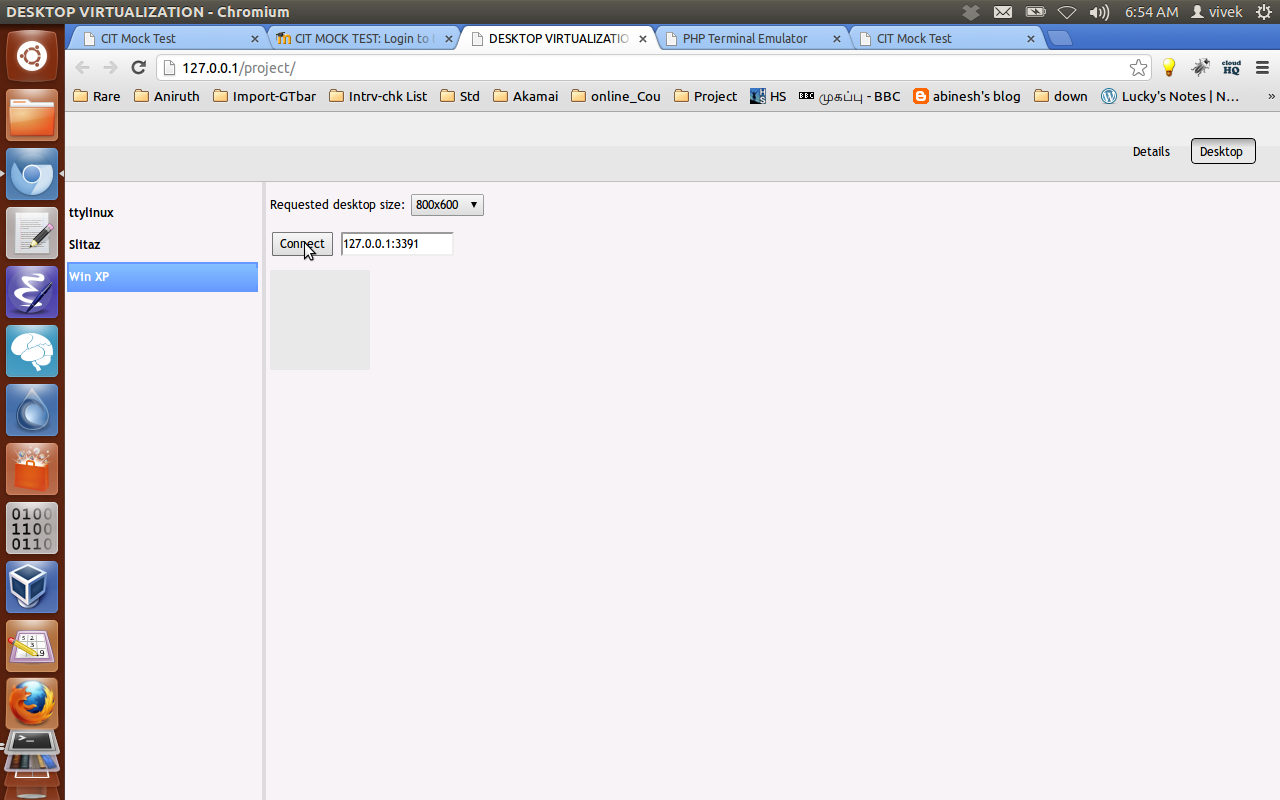 DESKTOP VIRTUALIZATION - Chromium
6:54 AM vivek
CIT Mock Test
CIT MOCK TEST: Login to
DESKTOP VIRTUALIZATIO
PHP Terminal Emulator
CIT Mock Test
127.0.0.1/project/
cloud
HQ
Rare Aniruth Import-GTbar Intrv-chk List Std Akamai online_Cou Project HS BBC முகப்பு - BBC abinesh's blog down Lucky's Notes | N... »
Details Desktop
ttylinux
Slitaz
Win XP
Requested desktop size: 800x600
Connect 127.0.0.1:3391
0100
1100
0110
>_